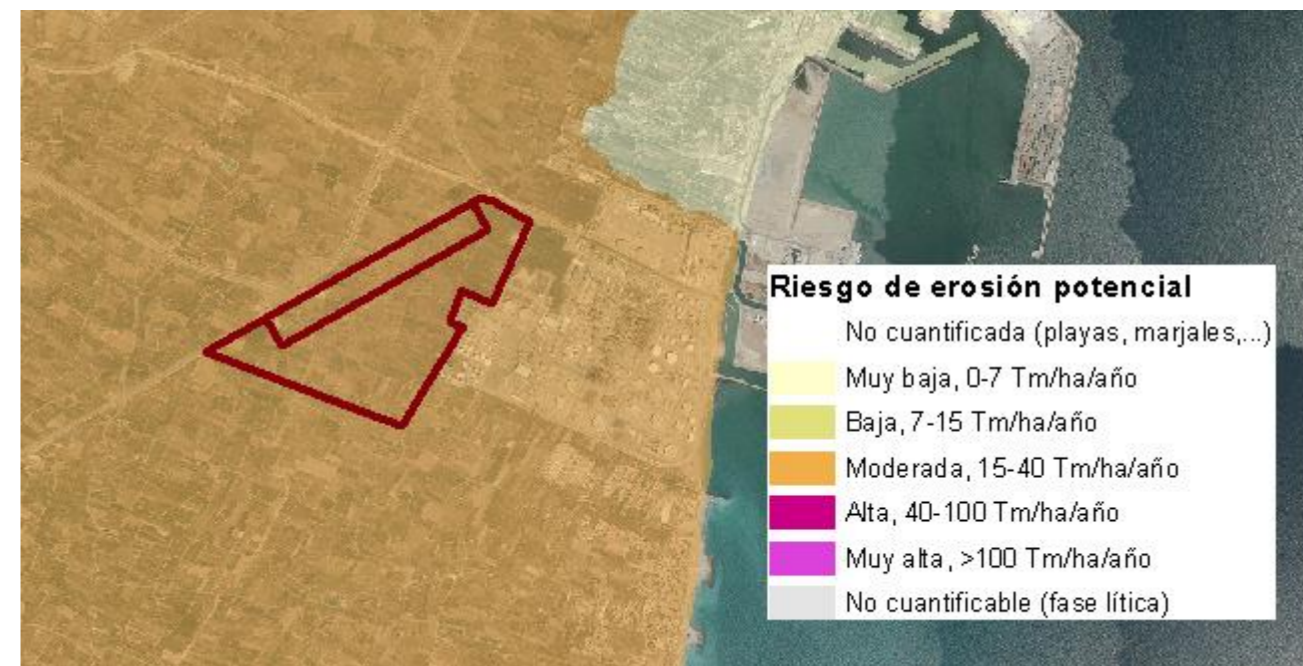 Riesgo de erosión potencial
No cuantificada (playas, marjales,...)
Muy baja, 0-7 Tm/ha/año
Baja, 7-15 Tm/ha/año
Moderada, 15-40 Tm/ha/año
Alta, 40-100 Tm/ha/año
Muy alta, >100 Tm/ha/año
No cuantificable (fase lítica)